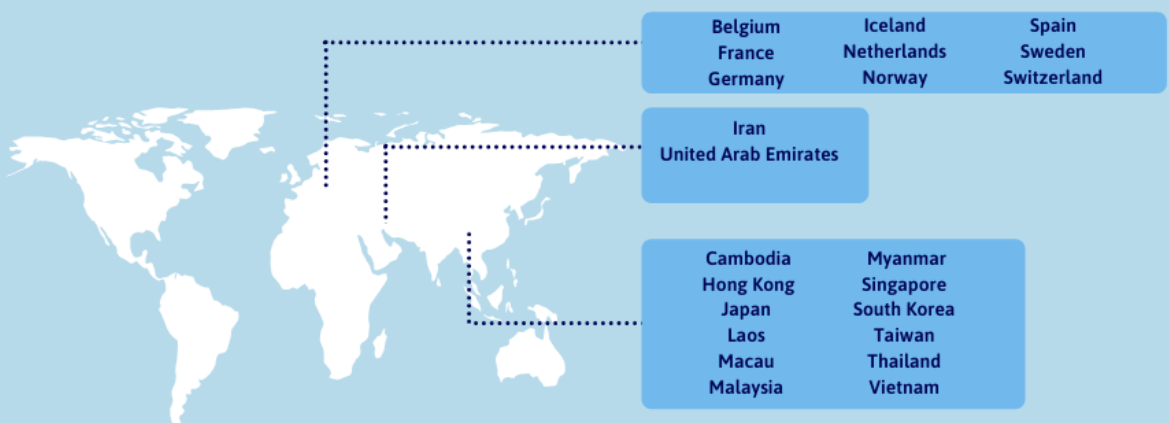 Belgium Iceland Spain
France Netherlands Sweden
Germany Norway Switzerland
Iran
United Arab Emirates
Cambodia Myanmar
Hong Kong Singapore
Japan South Korea
Laos Taiwan
Macau Thailand
Malaysia Vietnam